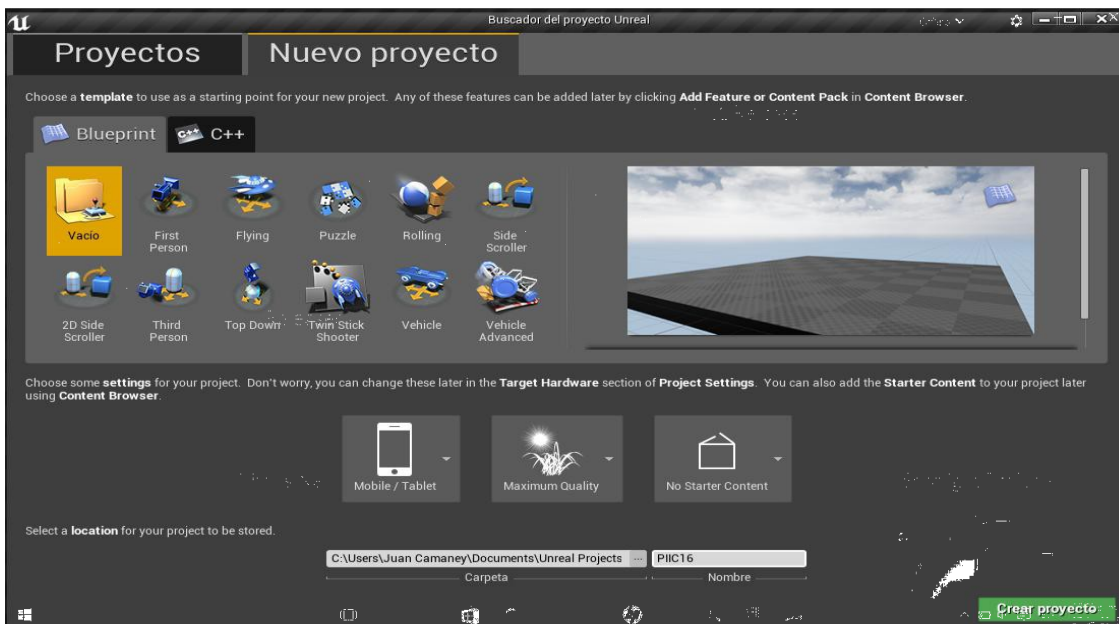 Buscador del proyecto Unreal
Proyectos
Nuevo proyecto
Choose a template to use as a starting point for your new project. Any of these features can be added later by clicking Add Feature or Content Pack in Content Browser.
Blueprint
C++
C++
Vacío
First
Person
Flying
Puzzle
Rolling
Side
Scroller
2D Side
Scroller
Third
Person
Top Down
Twin Stick
Shooter
Vehicle
Vehicle
Advanced
Choose some settings for your project. Don't worry, you can change these later in the Target Hardware section of Project Settings. You can also add the Starter Content to your project later
using Content Browser.
Mobile / Tablet
Maximum Quality
No Starter Content
Select a location for your project to be stored.
C:\Users\Juan Camaney\Documents\Unreal Projects
...
PIIC16
Carpeta
Nombre
Crear proyecto